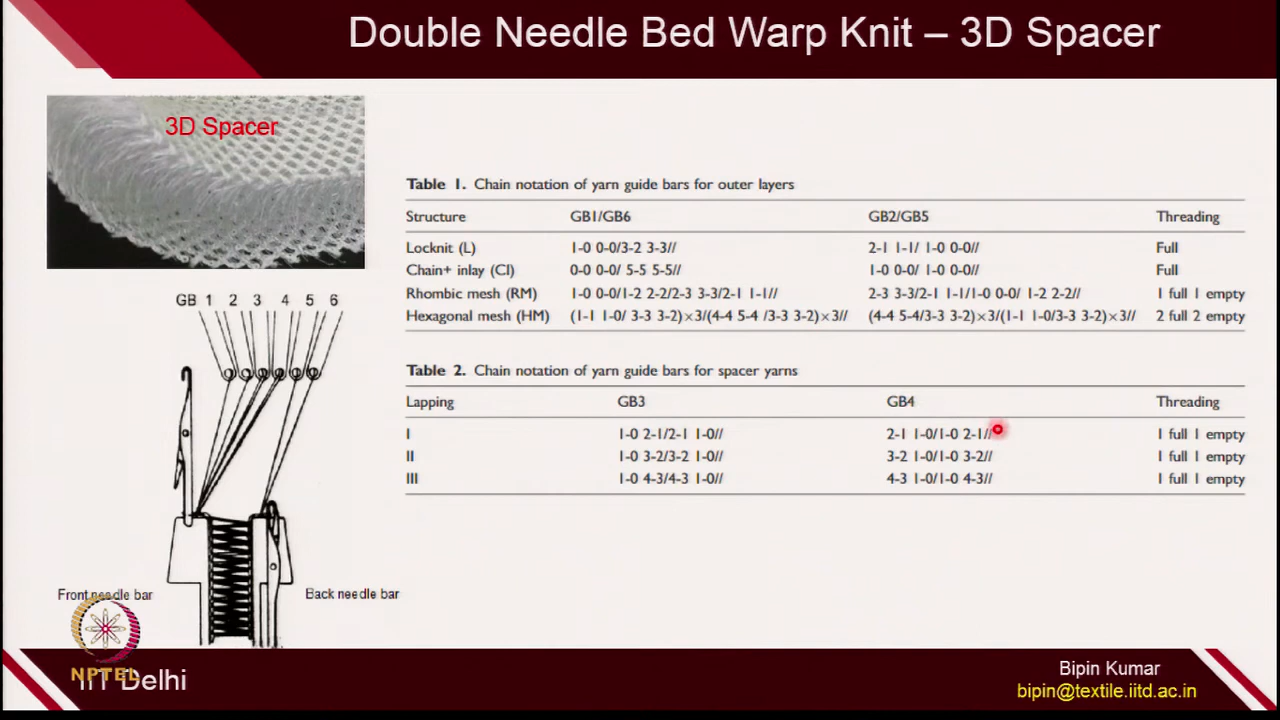 Double Needle Bed Warp Knit – 3D Spacer
3D Spacer
GB 1 2 3 4 5 6
Front needle bar
Back needle bar
Table 1. Chain notation of yarn guide bars for outer layers
Structure GB1/GB6 GB2/GB5 Threading
Locknit (L) 1-0 0-0/3-2 3-3// 2-1 1-1/ 1-0 0-0// Full
Chain+ inlay (CI) 0-0 0-0/ 5-5 5-5// 1-0 0-0/ 1-0 0-0// Full
Rhombic mesh (RM) 1-0 0-0/1-2 2-2/2-3 3-3/2-1 1-1// 2-3 3-3/2-1 1-1/1-0 0-0/ 1-2 2-2// 1 full 1 empty
Hexagonal mesh (HM) (1-1 1-0/ 3-3 3-2)×3/(4-4 5-4 /3-3 3-2)×3// (4-4 5-4/3-3 3-2)×3/(1-1 1-0/3-3 3-2)×3// 2 full 2 empty
Table 2. Chain notation of yarn guide bars for spacer yarns
Lapping GB3 GB4 Threading
I 1-0 2-1/2-1 1-0// 2-1 1-0/1-0 2-1// 1 full 1 empty
II 1-0 3-2/3-2 1-0// 3-2 1-0/1-0 3-2// 1 full 1 empty
III 1-0 4-3/4-3 1-0// 4-3 1-0/1-0 4-3// 1 full 1 empty
NPTEL
IIT Delhi
Bipin Kumar
bipin@textile.iitd.ac.in